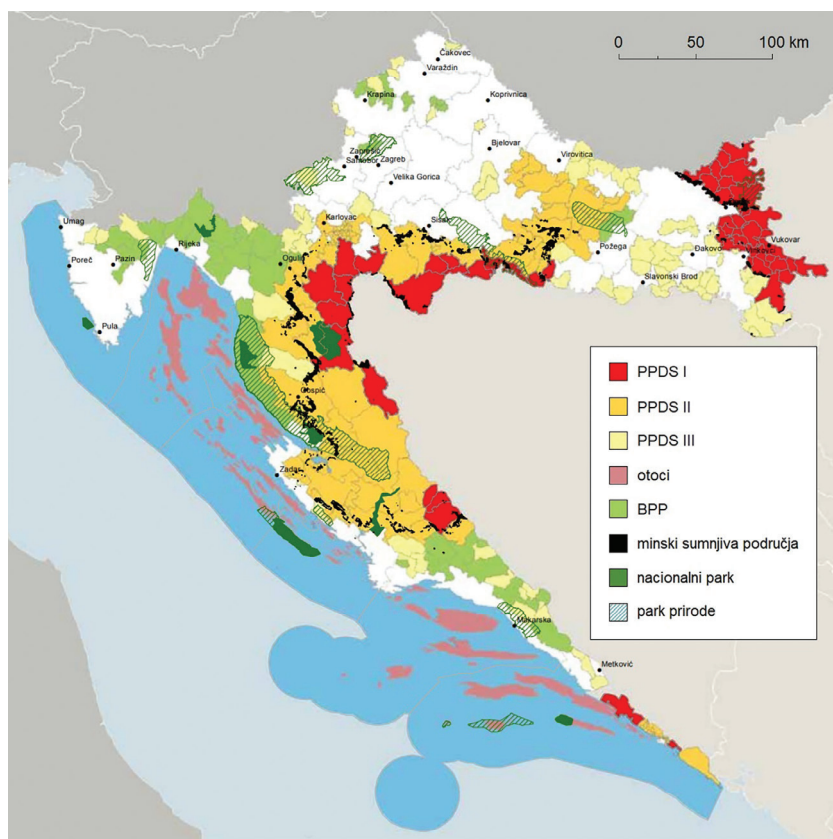 0 50 100 km
Čakovec
Varaždin
Krapina
Koprivnica
Bjelovar
Virovitica
Zaprešić
Samobor
Zagreb
Velika Gorica
Umag
Rijeka
Karlovac
Sisak
Poreč
Pazin
Ogulin
Požega
Đakovo
Vukovar
Vinkovci
Slavonski Brod
Pula
Gospić
Zadar
Makarska
Metković
PPDS I
PPDS II
PPDS III
otoci
BPP
minski sumnjiva područja
nacionalni park
park prirode